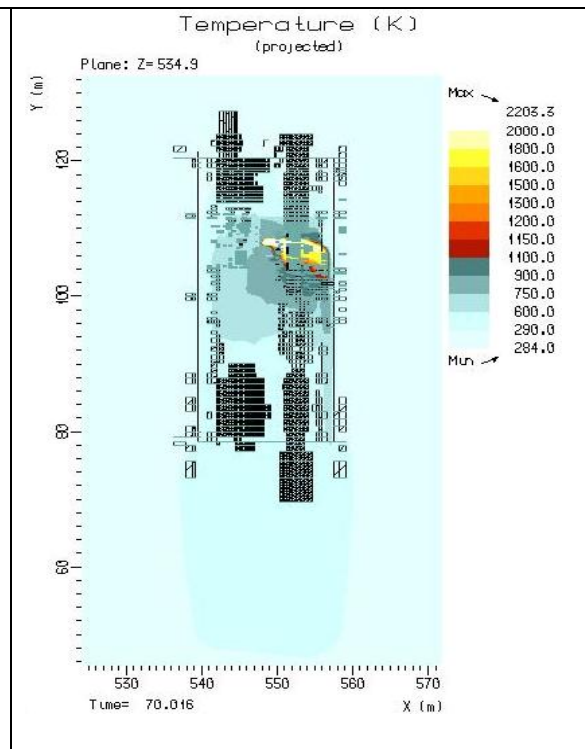 Temperature (K)
(projected)
Plane: Z= 534.9
Y (m)
Max
2203.3
2000.0
1800.0
1600.0
1500.0
1300.0
1200.0
1150.0
1100.0
900.0
750.0
600.0
290.0
284.0
Min
120
100
80
60
530
540
550
560
570
Time= 70.016
X (m)